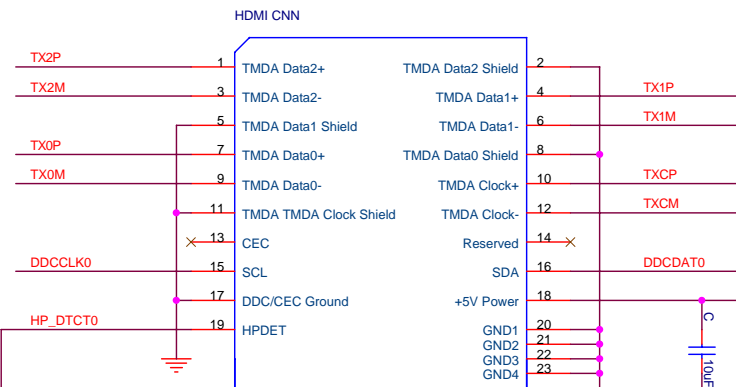 HDMI CNN
TX2P 1 TMDA Data2+ TMDA Data2 Shield 2
TX2M 3 TMDA Data2- TMDA Data1+ 4 TX1P
5 TMDA Data1 Shield TMDA Data1- 6 TX1M
TX0P 7 TMDA Data0+ TMDA Data0 Shield 8
TX0M 9 TMDA Data0- TMDA Clock+ 10 TXCP
11 TMDA TMDA Clock Shield TMDA Clock- 12 TXCM
13 CEC Reserved 14
DDCCLK0 15 SCL SDA 16 DDCDAT0
17 DDC/CEC Ground +5V Power 18
HP_DTCT0 19 HPDET GND1 20
GND2 21
GND3 22
GND4 23
C
10uF